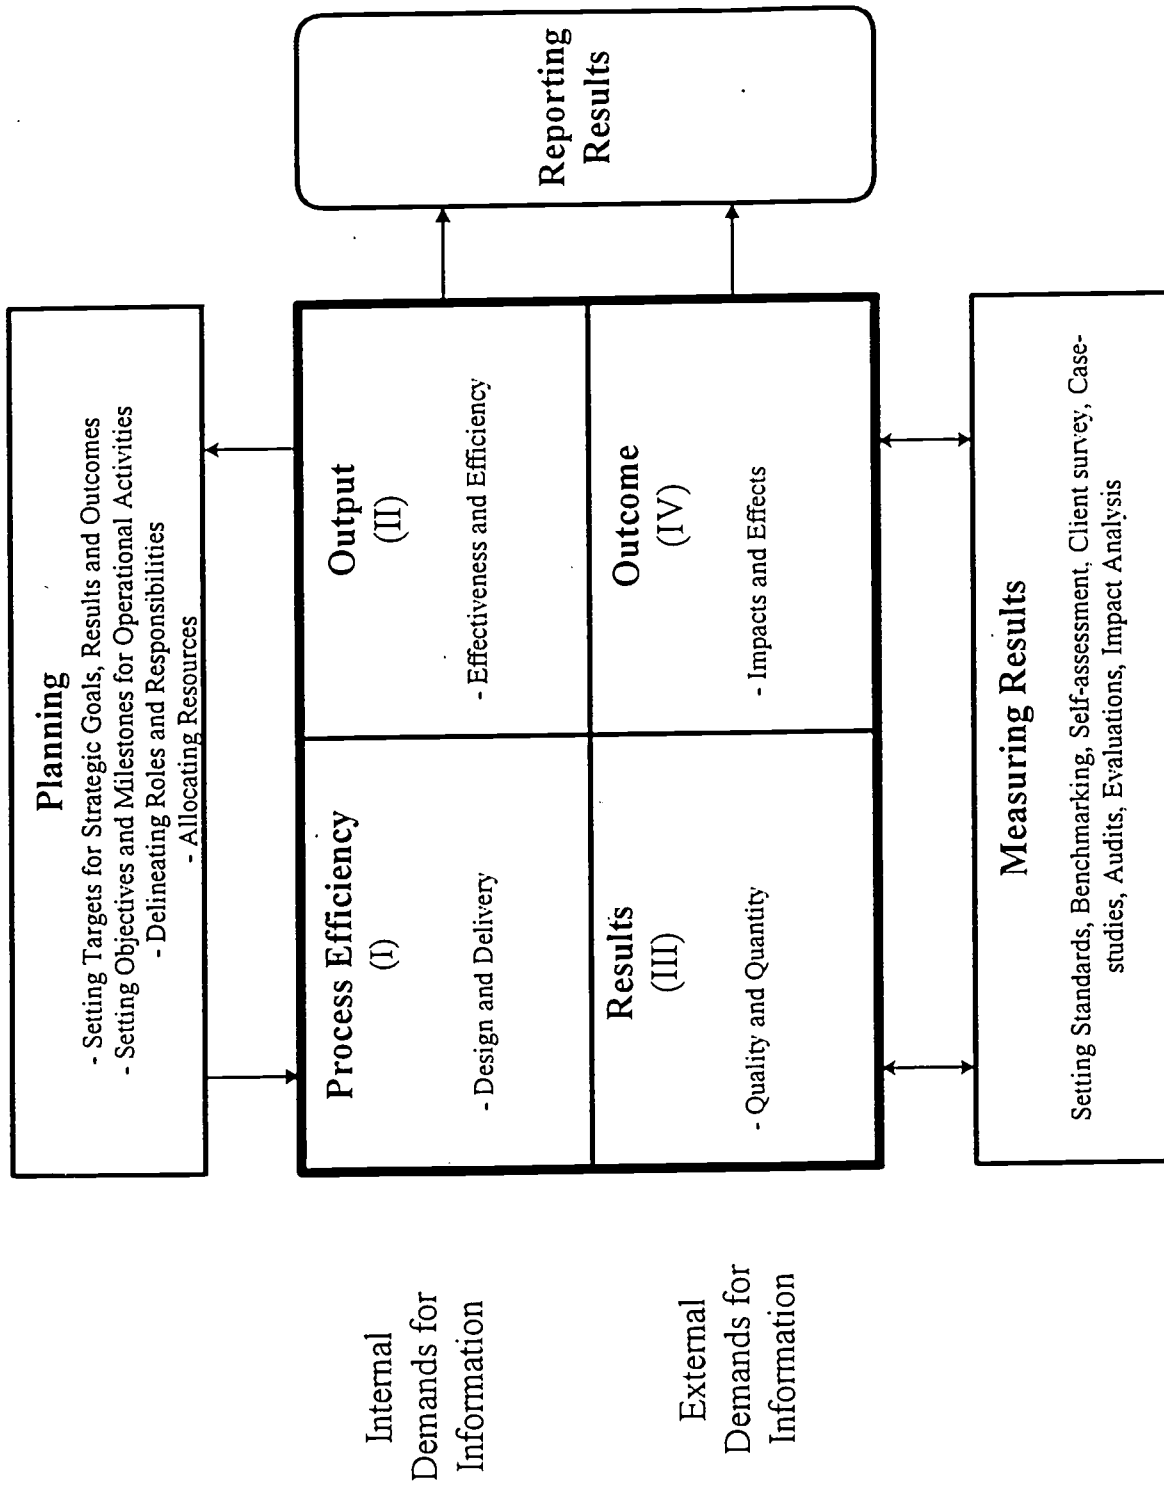 Planning
- Setting Targets for Strategic Goals, Results and Outcomes
- Setting Objectives and Milestones for Operational Activities
- Delineating Roles and Responsibilities
- Allocating Resources
Internal
Demands for
Information
Process Efficiency
(I)
- Design and Delivery
Output
(II)
- Effectiveness and Efficiency
Reporting
Results
External
Demands for
Information
Results
(III)
- Quality and Quantity
Outcome
(IV)
- Impacts and Effects
Measuring Results
Setting Standards, Benchmarking, Self-assessment, Client survey, Case-
studies, Audits, Evaluations, Impact Analysis